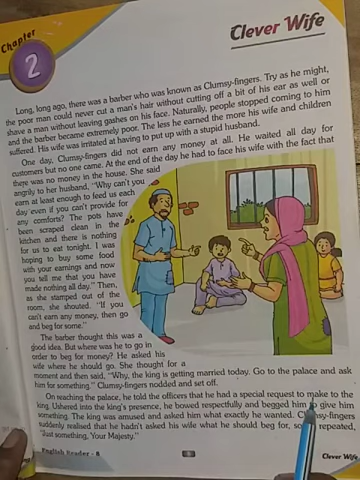 Chapter
2
Clever Wife
Long, long ago, there was a barber who was known as Clumsy-fingers. Try as he might,
the poor man could never cut a man's hair without cutting off a bit of his ear as well or
shave a man without leaving gashes on his face. Naturally, people stopped coming to him
and the barber became extremely poor. The less he earned the more his wife and children
suffered. His wife was irritated at having to put up with a stupid husband.
One day, Clumsy-fingers did not earn any money at all. He waited all day for
customers but no one came. At the end of the day he had to face his wife with the fact that
there was no money in the house. She said
angrily to her husband, "Why can't you
earn at least enough to feed us each
day even if you can't provide for
any comforts? The pots have
been scraped clean in the
kitchen and there is nothing
for us to eat tonight. I was
hoping to buy some food
with your earnings and now
you tell me that you have
made nothing all day." Then,
as she stamped out of the
room, she shouted. "If you
can't earn any money, then go
and beg for some."
The barber thought this was a
good idea. But where was he to go in
order to beg for money? He asked his
wife where he should go. She thought for a
moment and then said, "Why, the king is getting married today. Go to the palace and ask
him for something." Clumsy-fingers nodded and set off.
On reaching the palace, he told the officers that he had a special request to make to the
king. Ushered into the king's presence, he bowed respectfully and begged him to give him
something. The king was amused and asked him what exactly he wanted. Clumsy-fingers
suddenly realised that he hadn't asked his wife what he should beg for, so he repeated,
"Just something, Your Majesty."
English Reader - 8
Clever Wife